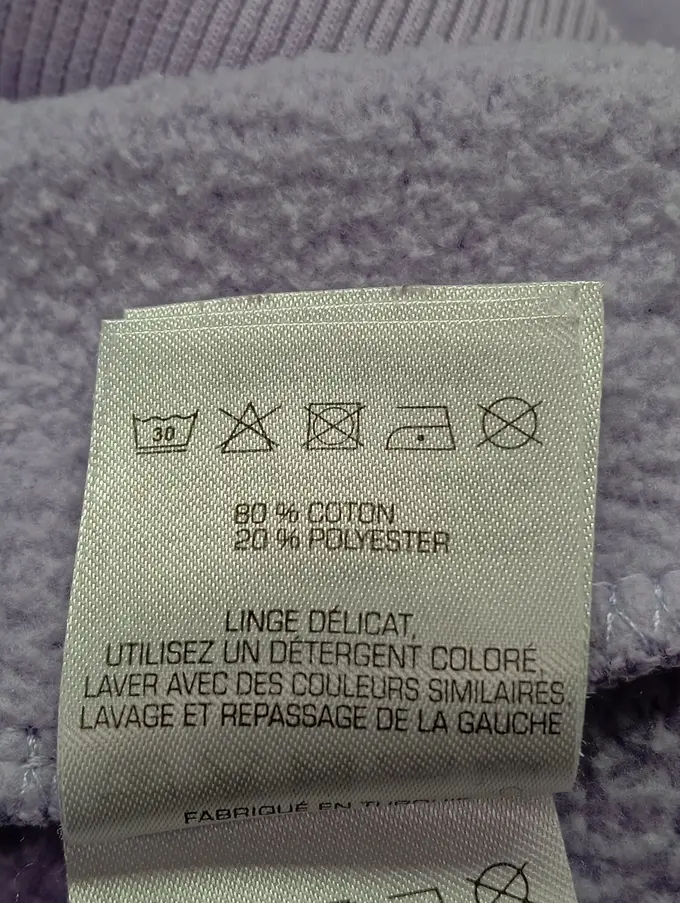 30
80 % COTON
20 % POLYESTER
LINGE DÉLICAT,
UTILISEZ UN DÉTERGENT COLORÉ,
LAVER AVEC DES COULEURS SIMILAIRES,
LAVAGE ET REPASSAGE DE LA GAUCHE
FABRIQUÉ EN TURQUIE